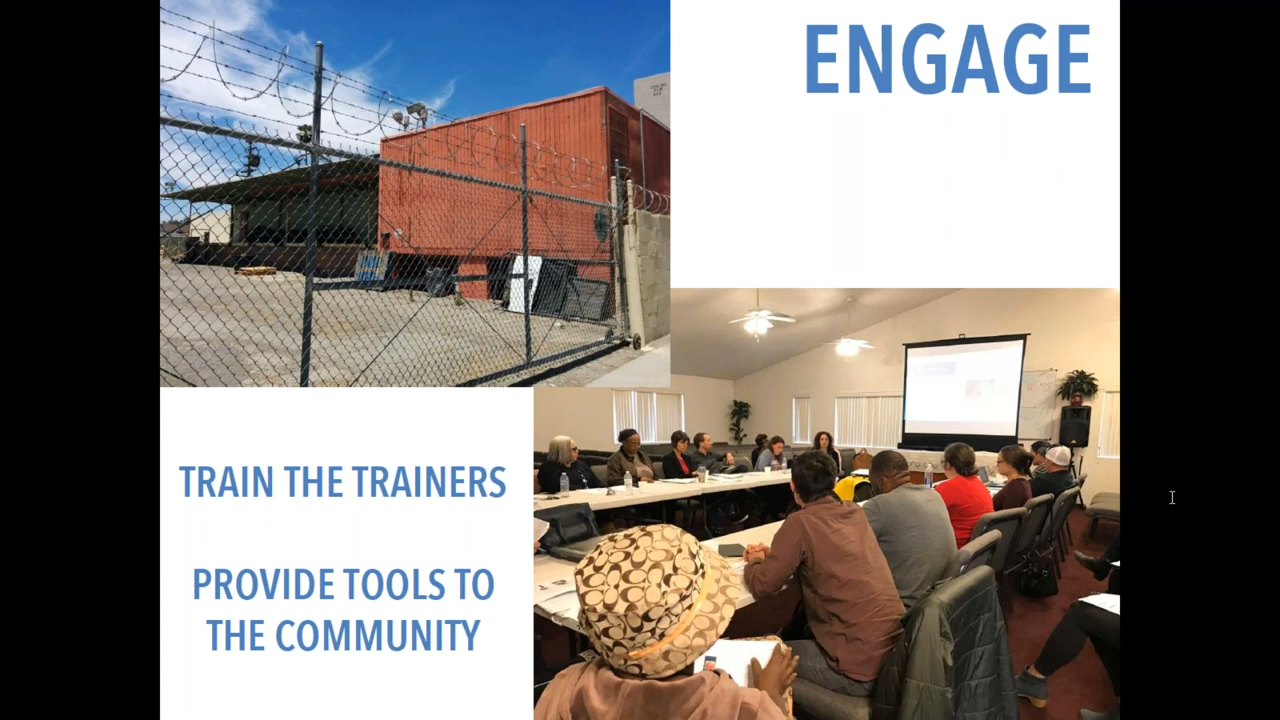 ENGAGE
TRAIN THE TRAINERS
PROVIDE TOOLS TO
THE COMMUNITY